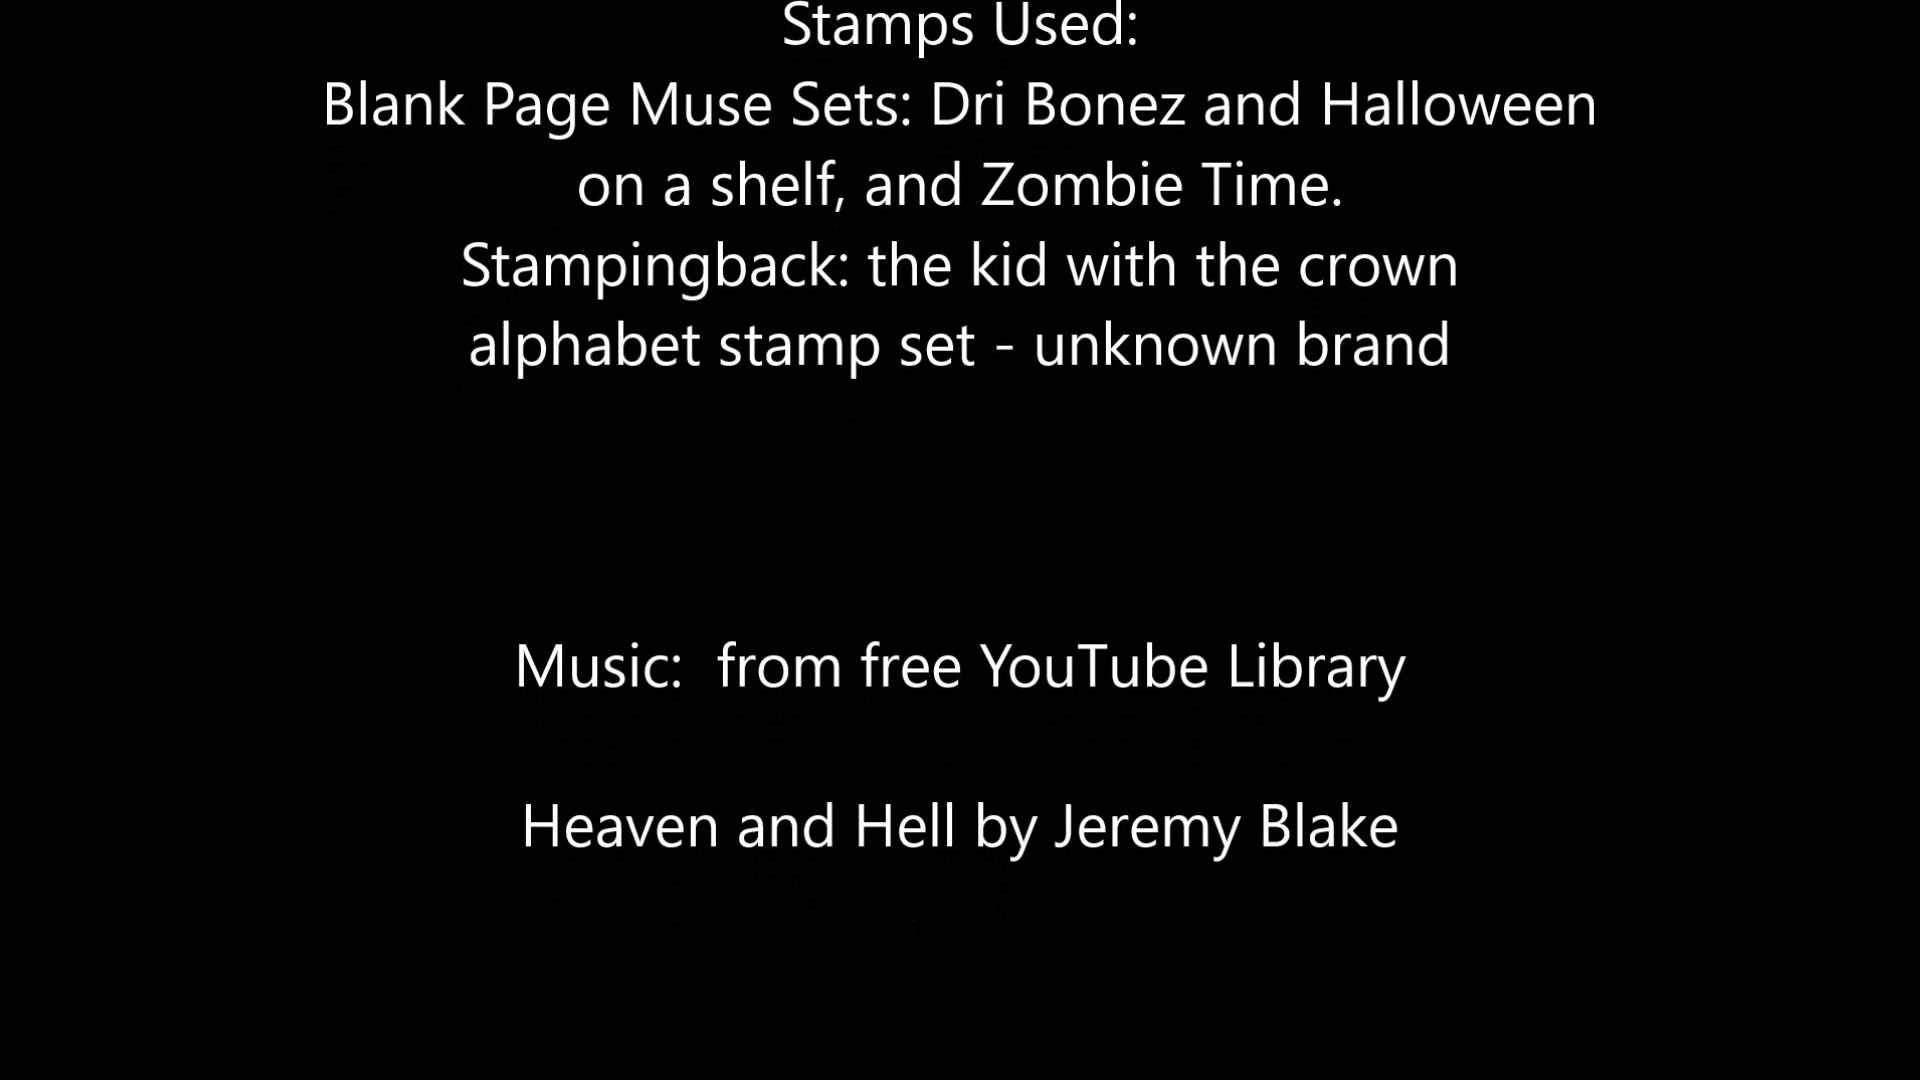 Stamps Used:
Blank Page Muse Sets: Dri Bonez and Halloween
on a shelf, and Zombie Time.
Stampingback: the kid with the crown
alphabet stamp set - unknown brand
Music:  from free YouTube Library
Heaven and Hell by Jeremy Blake